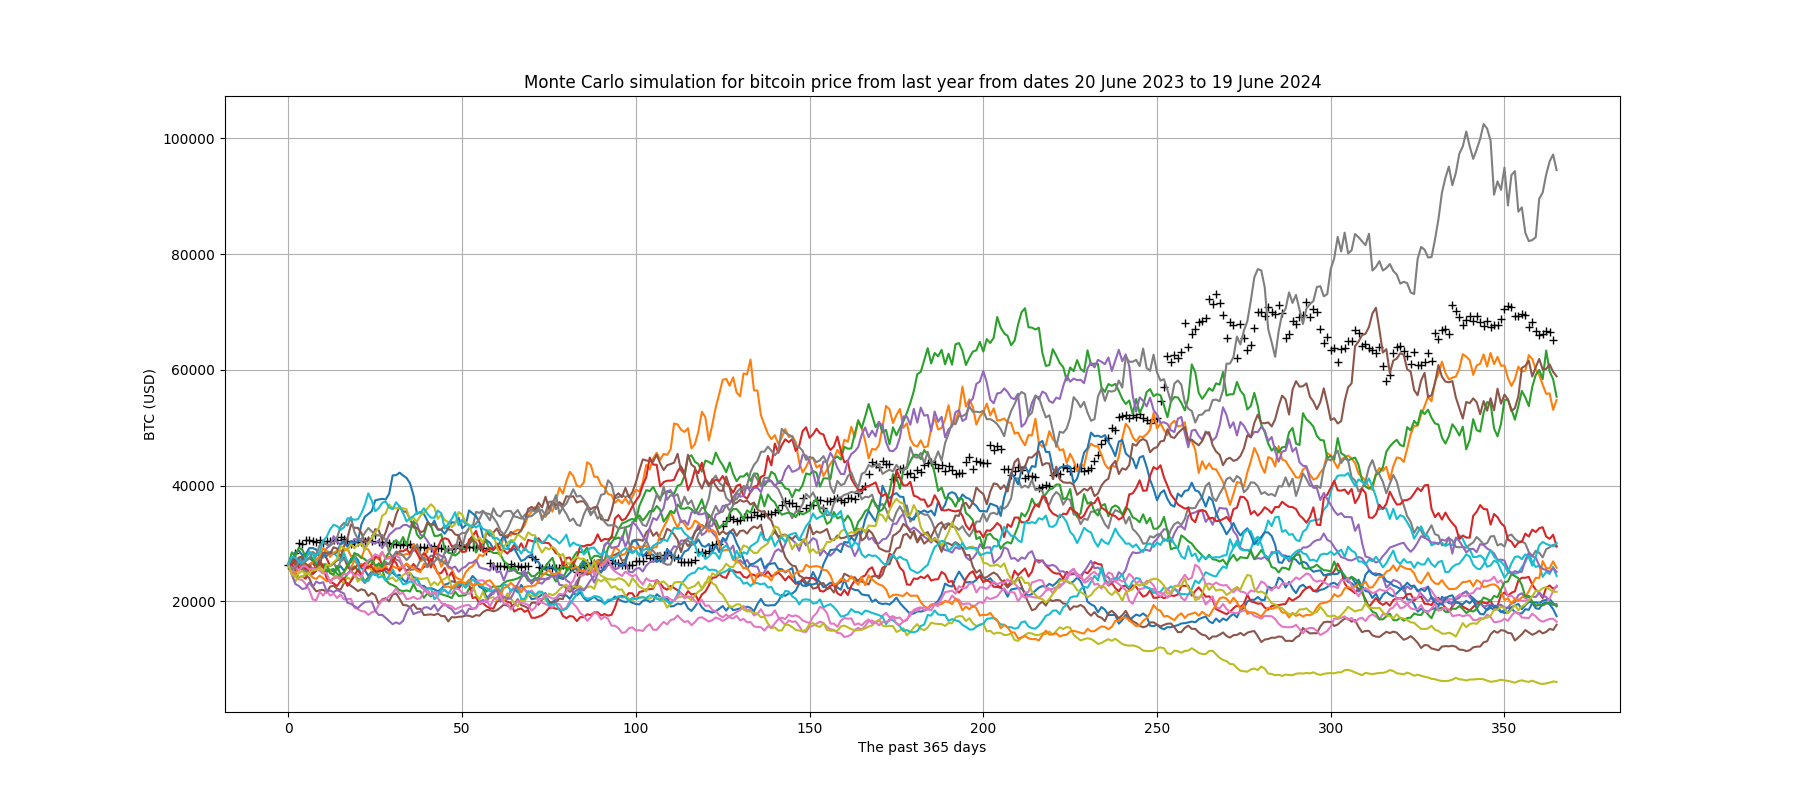 Monte Carlo simulation for bitcoin price from last year from dates 20 June 2023 to 19 June 2024
100000
80000
60000
40000
20000
BTC (USD)
0 50 100 150 200 250 300 350
The past 365 days